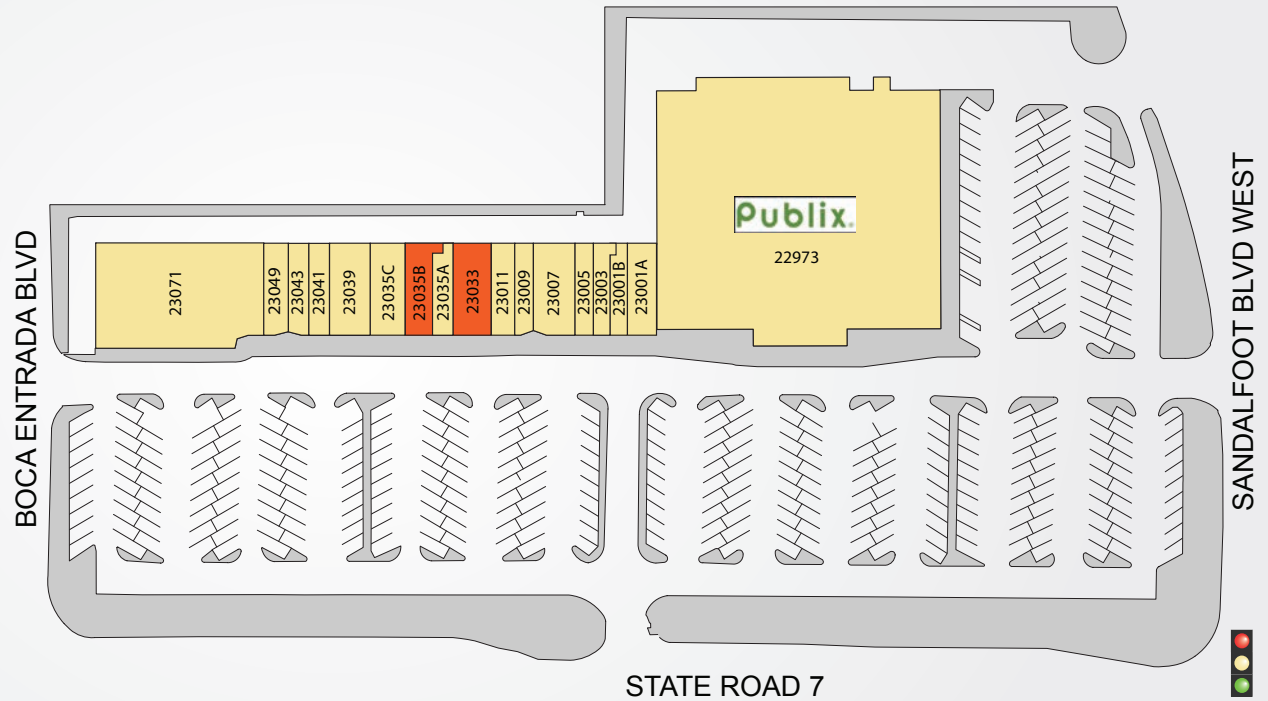 BOCA ENTRADA BLVD
23071
23049
23043
23041
23039
23035C
23035B
23035A
23033
23011
23009
23007
23005
23003
23001B
23001A
Publix.
22973
SANDALFOOT BLVD WEST
STATE ROAD 7